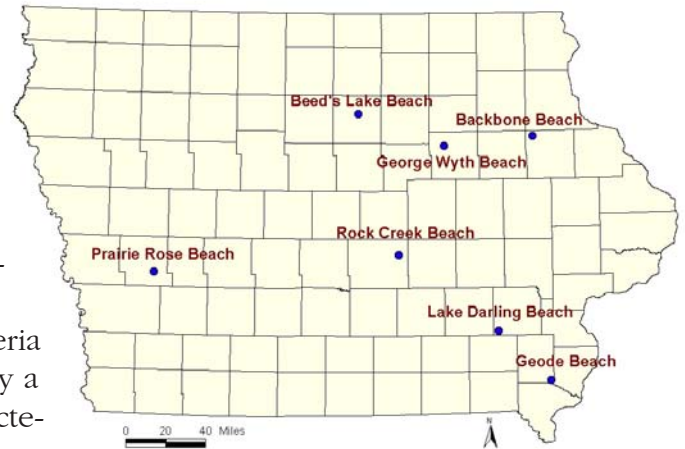 Beed's Lake Beach
Backbone Beach
George Wyth Beach
Rock Creek Beach
Prairie Rose Beach
-
eria
Lake Darling Beach
y a
Geode Beach
cte-
0 20 40 Miles
N